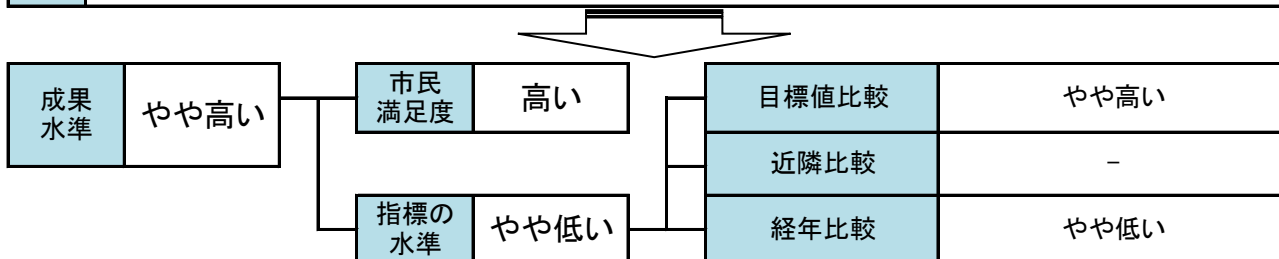 成果
水準
やや高い
市民
満足度
高い
指標の
水準
やや低い
目標値比較
やや高い
近隣比較
－
経年比較
やや低い